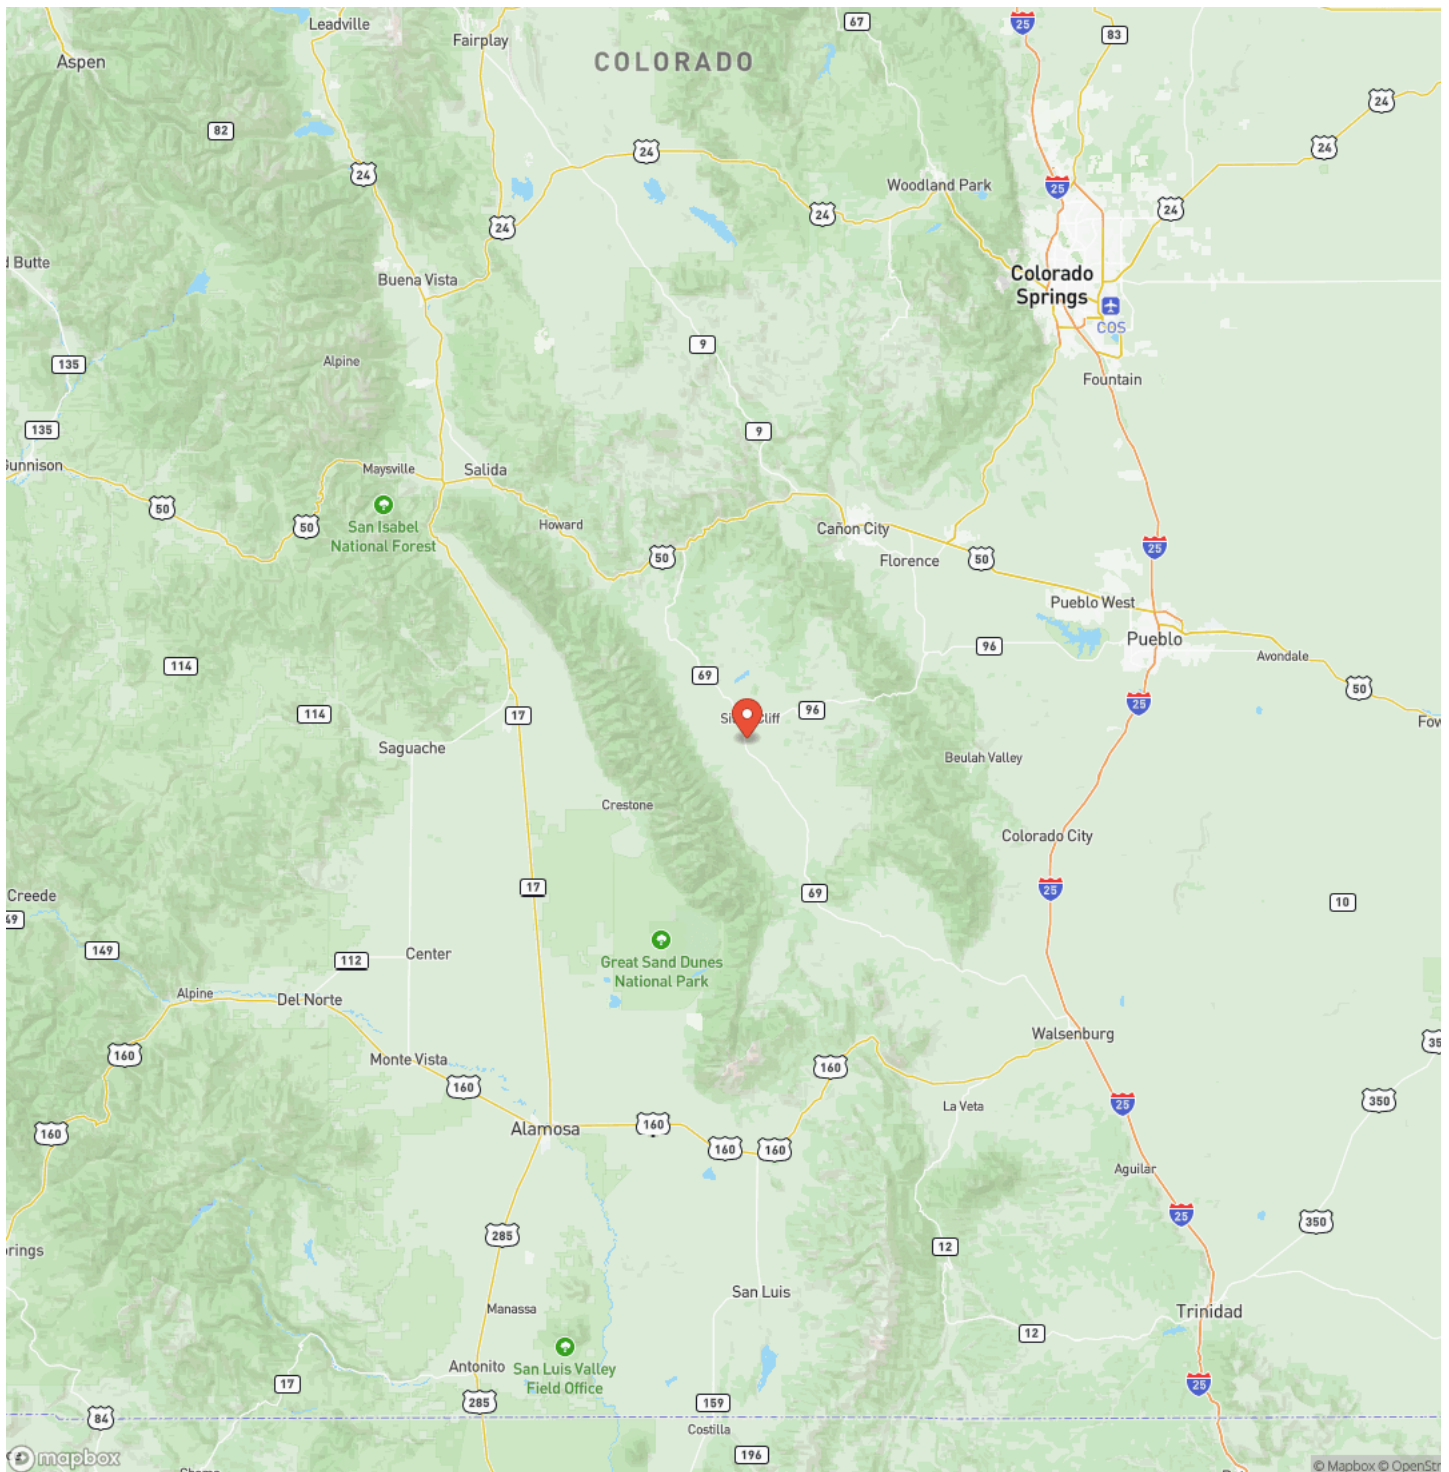 Leadville
Fairplay
67
25
83
COLORADO
Aspen
24
82
24
24
24
Woodland Park
25
24
24
24
d Butte
Buena Vista
Colorado
Springs
COS
9
135
Alpine
Fountain
135
9
Gunnison
Maysville
Salida
50
50
San Isabel
National Forest
Howard
50
Cañon City
Florence
50
25
Pueblo West
Pueblo
96
Avondale
114
69
50
25
114
17
96
Fow
Saguache
Beulah Valley
Crestone
Colorado City
Creede
17
69
25
10
49
149
112
Center
Great Sand Dunes
National Park
Alpine
Del Norte
Walsenburg
35
160
Monte Vista
160
160
La Veta
25
350
160
Alamosa
160
160
160
Aguilar
25
350
285
12
rings
San Luis
Manassa
Trinidad
12
Antonito
San Luis Valley
Field Office
17
285
159
25
84
Costilla
196
mapbox
© Mapbox © OpenStr